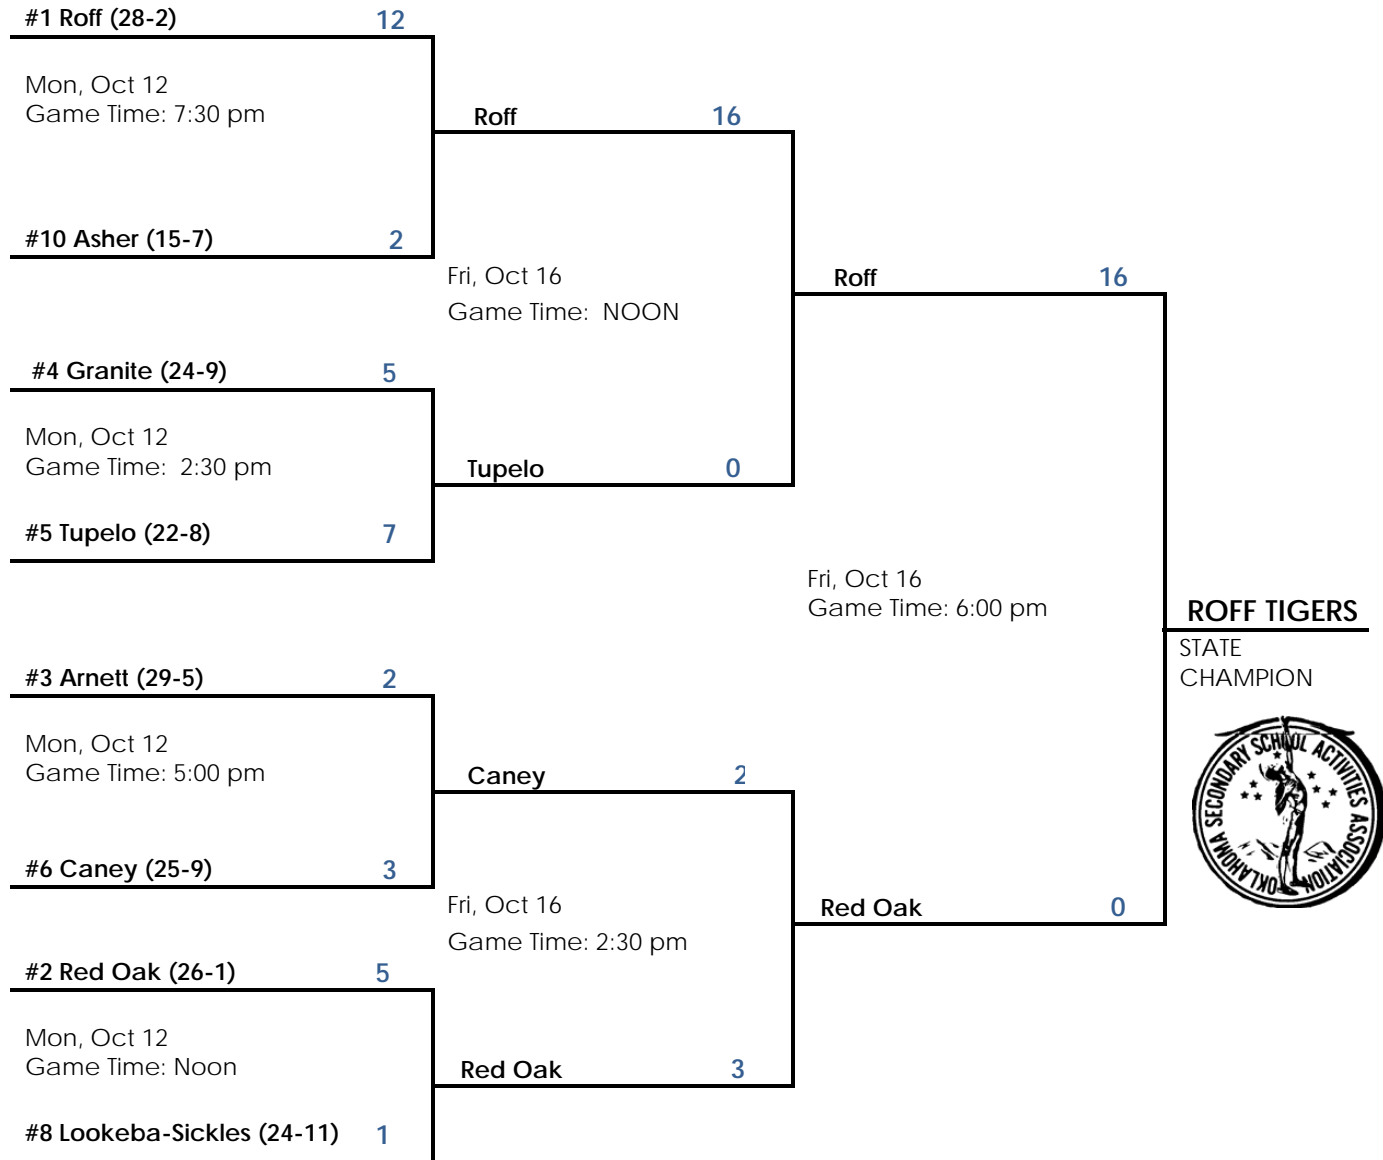 #1 Roff (28-2) 12
Mon, Oct 12
Game Time: 7:30 pm
Roff 16
#10 Asher (15-7) 2
Fri, Oct 16
Game Time: NOON
Roff 16
#4 Granite (24-9) 5
Mon, Oct 12
Game Time: 2:30 pm
Tupelo 0
#5 Tupelo (22-8) 7
Fri, Oct 16
Game Time: 6:00 pm
ROFF TIGERS
STATE
CHAMPION
#3 Arnett (29-5) 2
Mon, Oct 12
Game Time: 5:00 pm
Caney 2
#6 Caney (25-9) 3
Fri, Oct 16
Game Time: 2:30 pm
Red Oak 0
#2 Red Oak (26-1) 5
Mon, Oct 12
Game Time: Noon
Red Oak 3
#8 Lookeba-Sickles (24-11) 1
OKLAHOMA SECONDARY SCHOOL ACTIVITIES ASSOCIATION